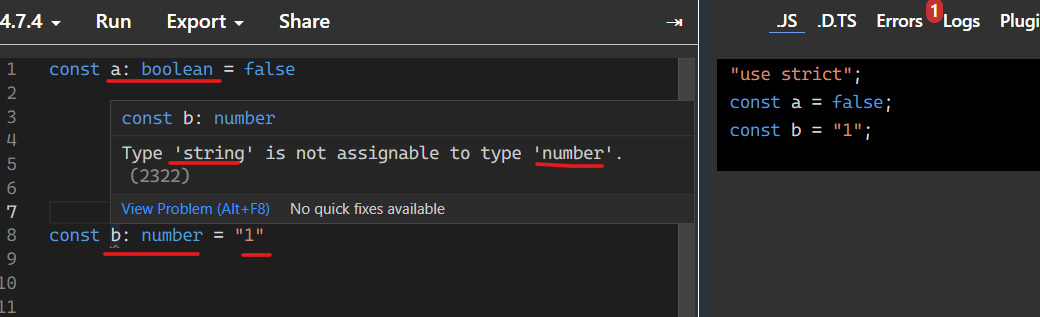 4.7.4 Run Export Share
.JS .D.TS Errors 1 Logs Plugi
1 const a: boolean = false
2
3
4
5
6
7
8 const b: number = "1"
9
10
11
const b: number
Type 'string' is not assignable to type 'number'.
(2322)
View Problem (Alt+F8) No quick fixes available
"use strict";
const a = false;
const b = "1";